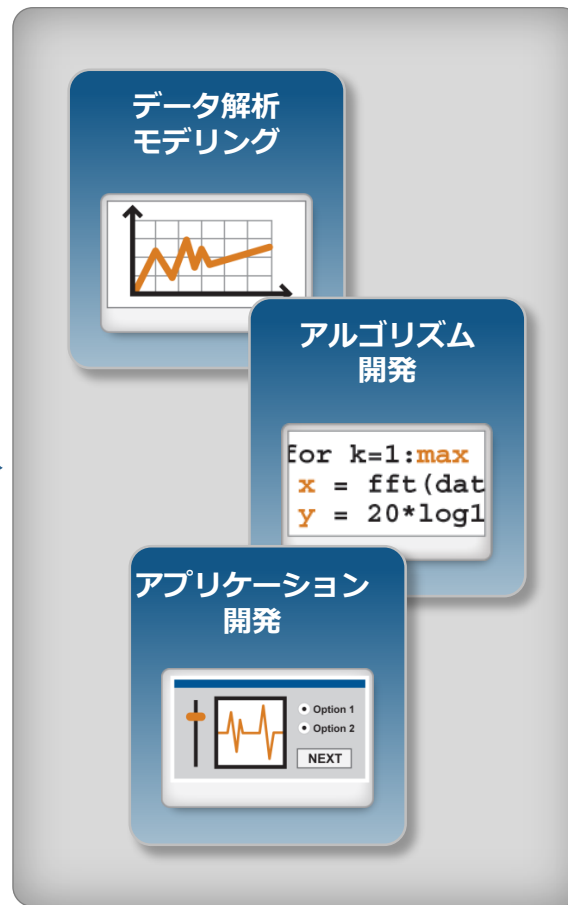 データ解析
モデリング
アルゴリズム
開発
for k=1:max
x = fft(dat
y = 20*log1
アプリケーション
開発
Option 1
Option 2
NEXT